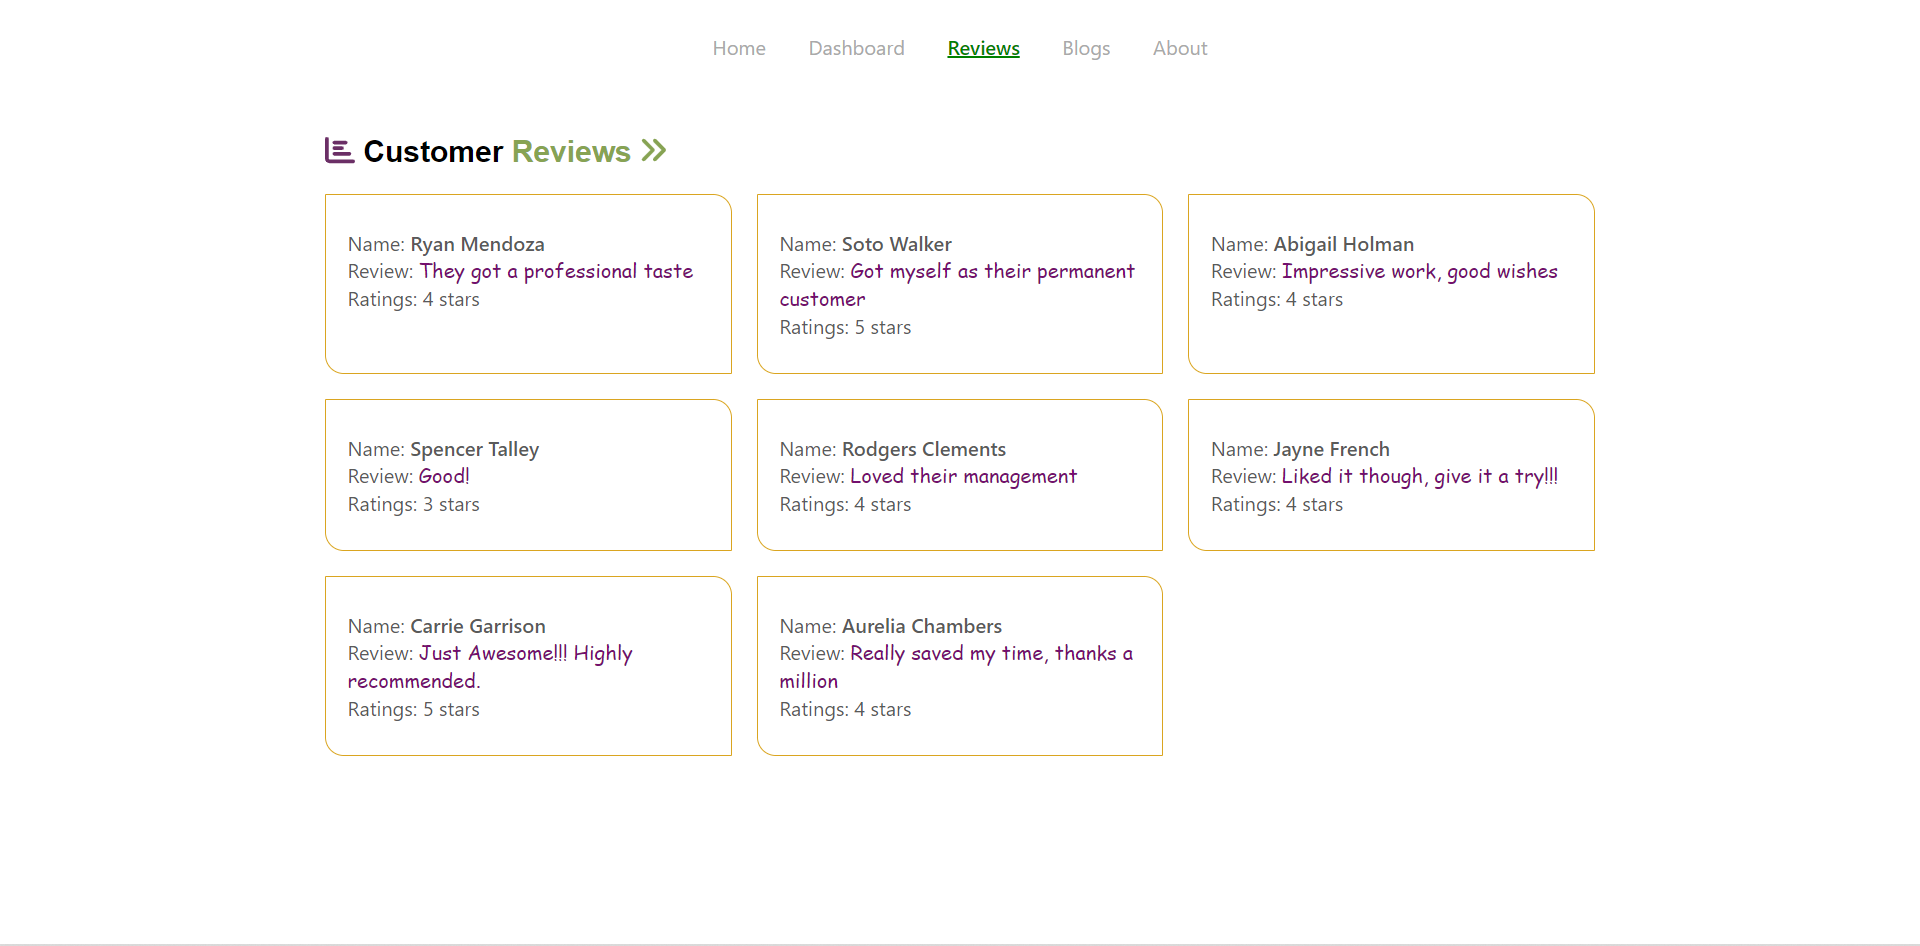 Home Dashboard Reviews Blogs About
Customer Reviews
Name: Ryan Mendoza
Review: They got a professional taste
Ratings: 4 stars
Name: Soto Walker
Review: Got myself as their permanent
customer
Ratings: 5 stars
Name: Abigail Holman
Review: Impressive work, good wishes
Ratings: 4 stars
Name: Spencer Talley
Review: Good!
Ratings: 3 stars
Name: Rodgers Clements
Review: Loved their management
Ratings: 4 stars
Name: Jayne French
Review: Liked it though, give it a try!!!
Ratings: 4 stars
Name: Carrie Garrison
Review: Just Awesome!!! Highly
recommended.
Ratings: 5 stars
Name: Aurelia Chambers
Review: Really saved my time, thanks a
million
Ratings: 4 stars